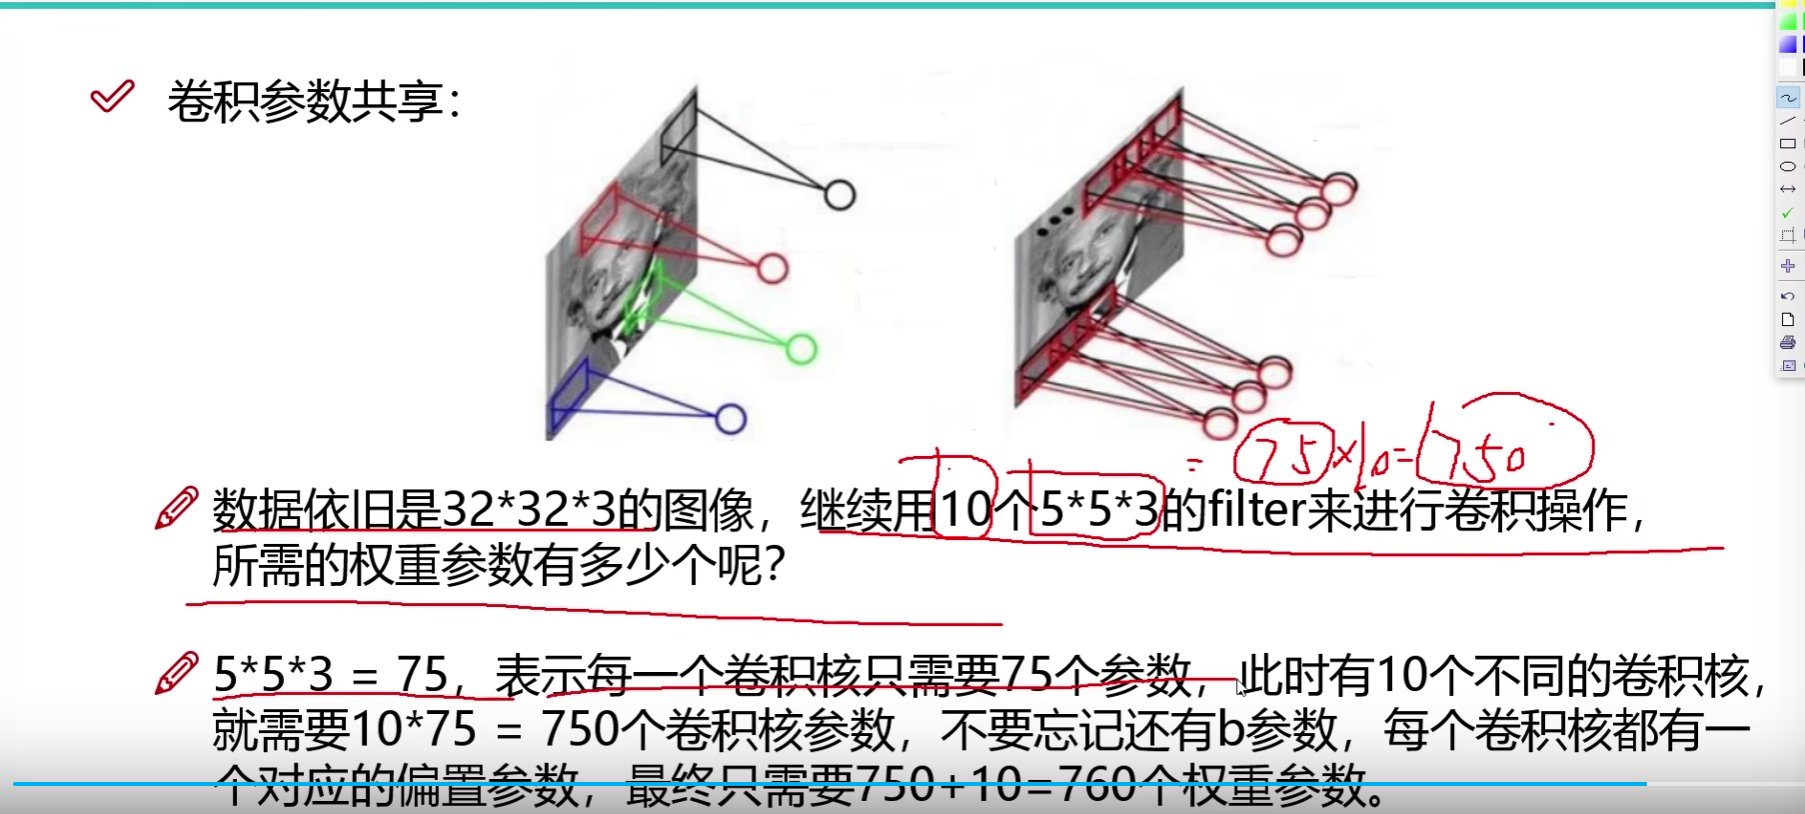 卷积参数共享：
= 75×10=750
数据依旧是32*32*3的图像，继续用10个5*5*3的filter来进行卷积操作，
所需的权重参数有多少个呢？
5*5*3 = 75，表示每一个卷积核只需要75个参数，此时有10个不同的卷积核，
就需要10*75 = 750个卷积核参数，不要忘记还有b参数，每个卷积核都有一
个对应的偏置参数，最终只需要750+10=760个权重参数。